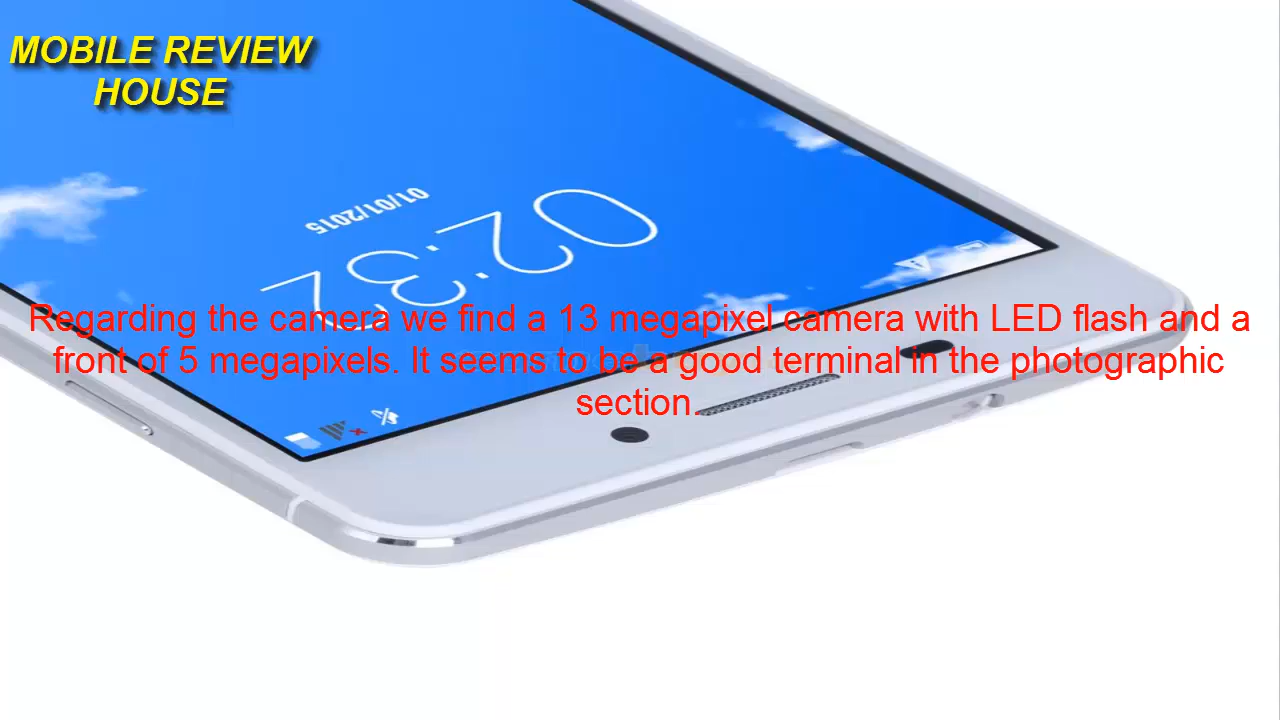 MOBILE REVIEW
HOUSE
01/01/2015
02:32
Regarding the camera we find a 13 megapixel camera with LED flash and a
front of 5 megapixels. It seems to be a good terminal in the photographic
section.